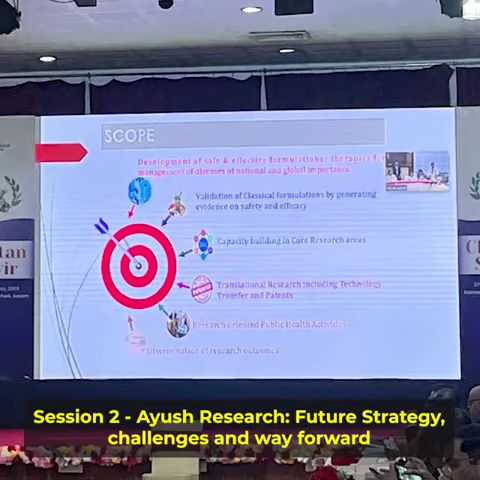 SCOPE
Development of safe & effective formulations / therapies for
management of diseases of national and global importance
Validation of Classical formulations by generating
evidence on safety and efficacy
Capacity building in Core Research areas
Translational Research including Technology
Transfer and Patents
Research oriented Public Health Activities
Dissemination of research outcomes
Session 2 - Ayush Research: Future Strategy,
challenges and way forward